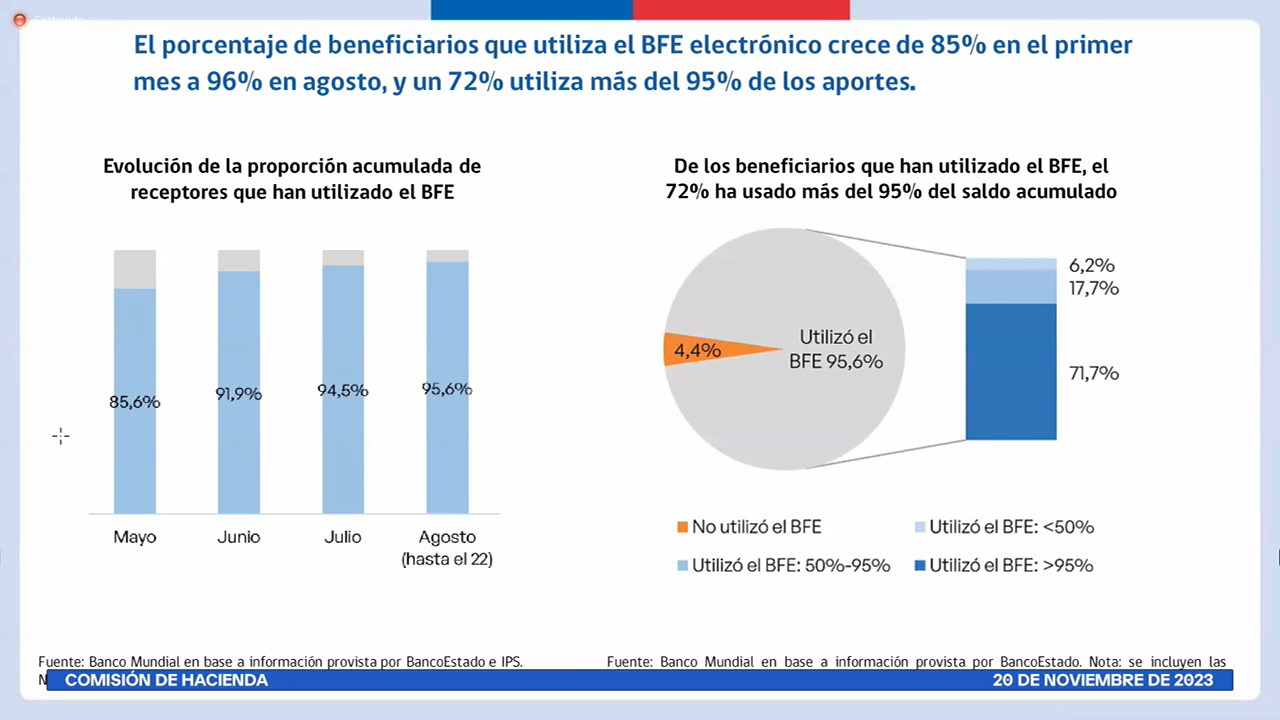 El porcentaje de beneficiarios que utiliza el BFE electrónico crece de 85% en el primer
mes a 96% en agosto, y un 72% utiliza más del 95% de los aportes.
Evolución de la proporción acumulada de
receptores que han utilizado el BFE
85,6%
91,9%
94,5%
95,6%
Mayo
Junio
Julio
Agosto
(hasta el 22)
Fuente: Banco Mundial en base a información provista por BancoEstado e IPS.
De los beneficiarios que han utilizado el BFE, el
72% ha usado más del 95% del saldo acumulado
4,4%
Utilizó el
BFE 95,6%
6,2%
17,7%
71,7%
No utilizó el BFE
Utilizó el BFE: <50%
Utilizó el BFE: 50%-95%
Utilizó el BFE: >95%
Fuente: Banco Mundial en base a información provista por BancoEstado. Nota: se incluyen las
COMISIÓN DE HACIENDA
20 DE NOVIEMBRE DE 2023